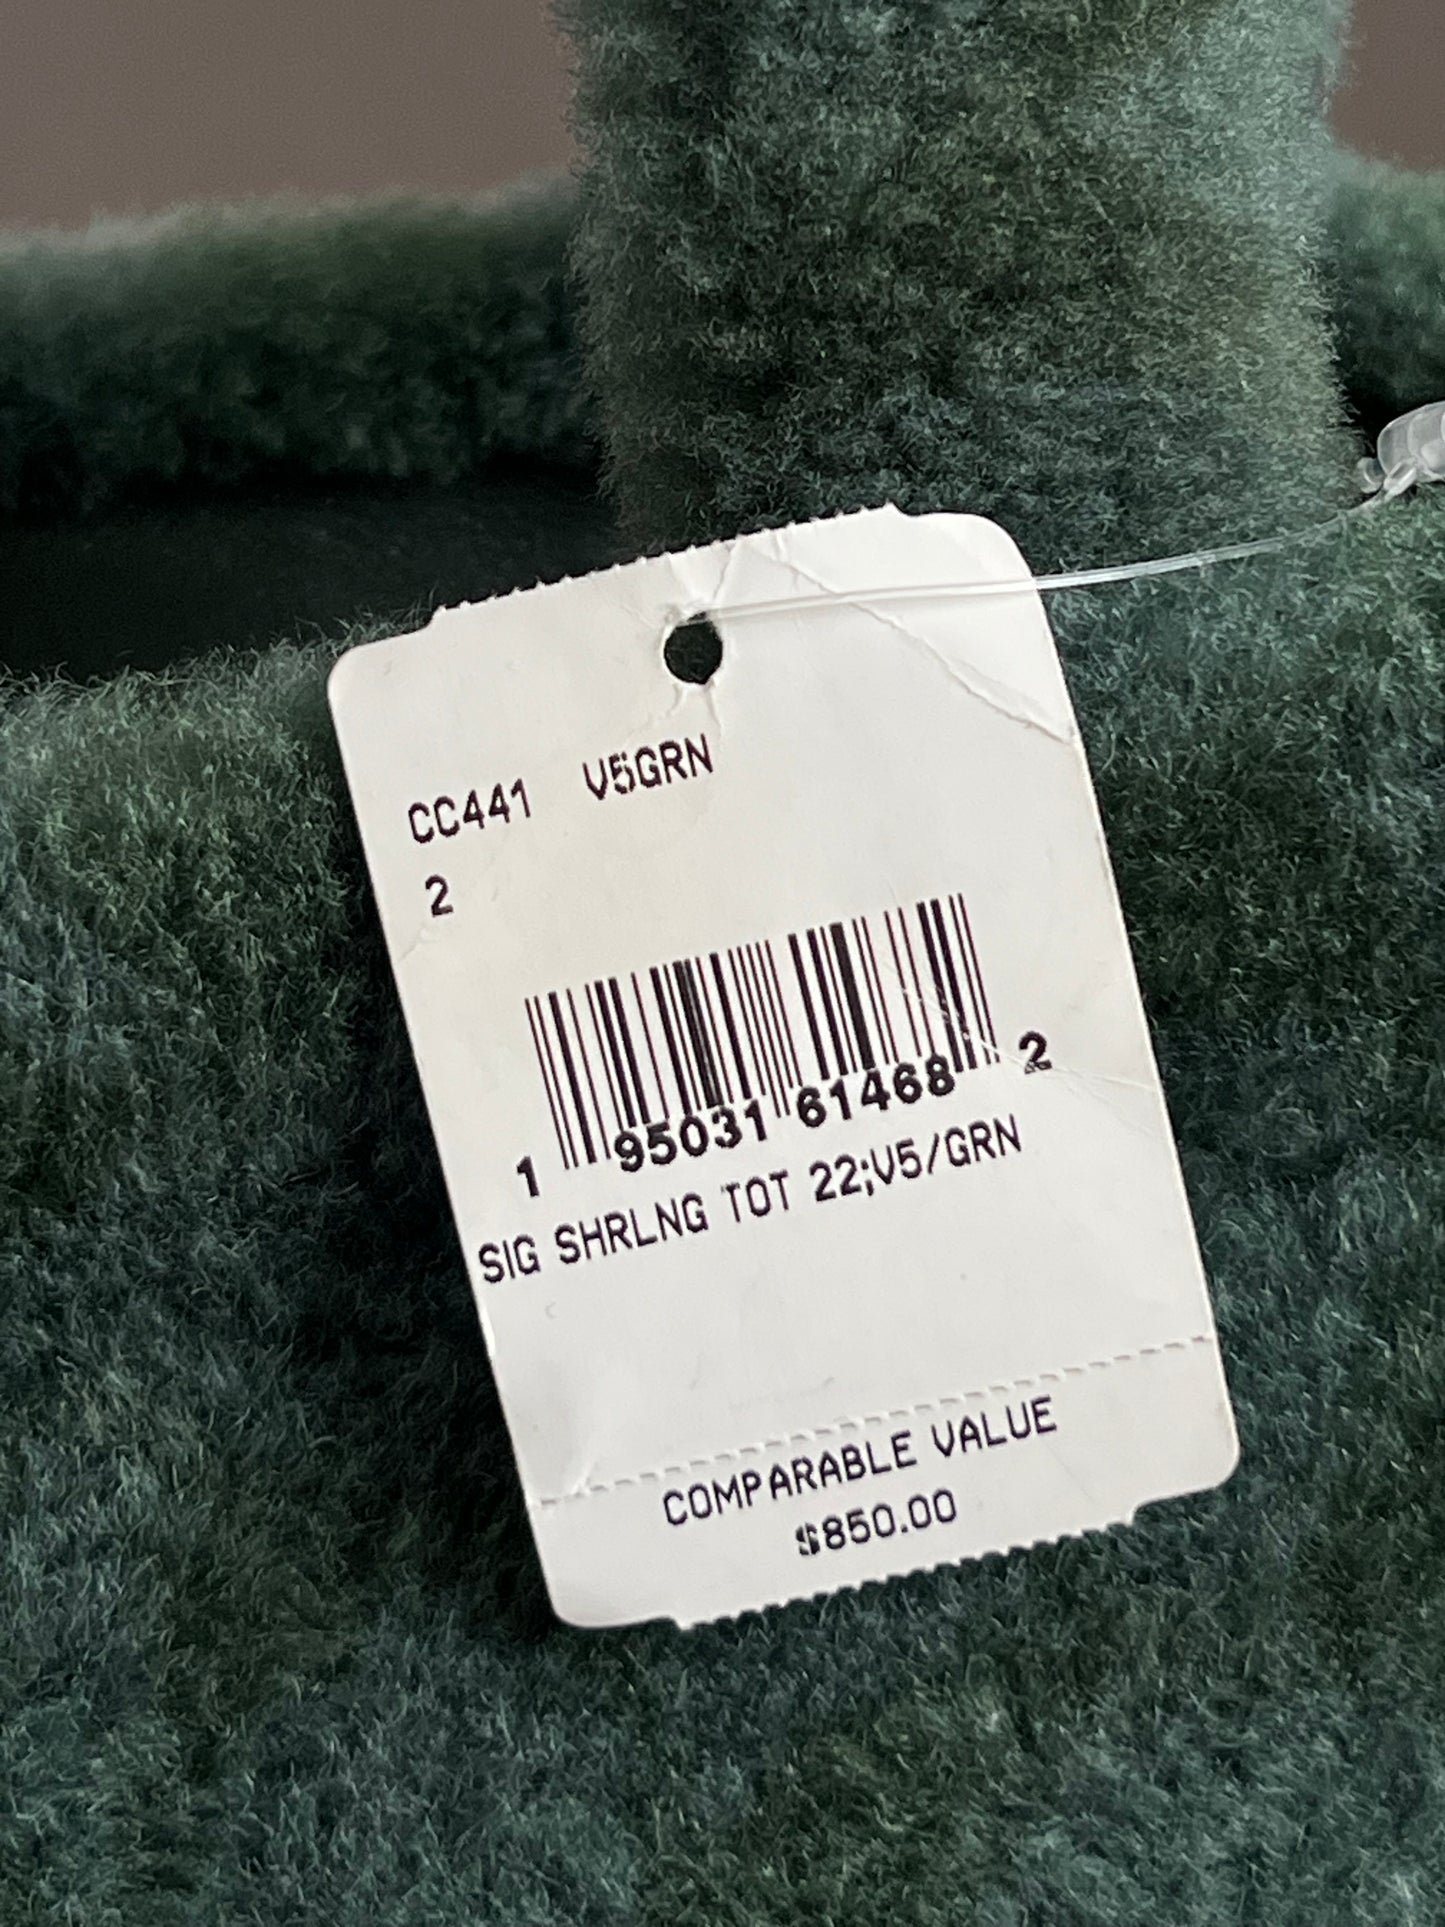 CC441 V5GRN
2
1 95031 61468 2
SIG SHRLNG TOT 22;V5/GRN
COMPARABLE VALUE
$850.00